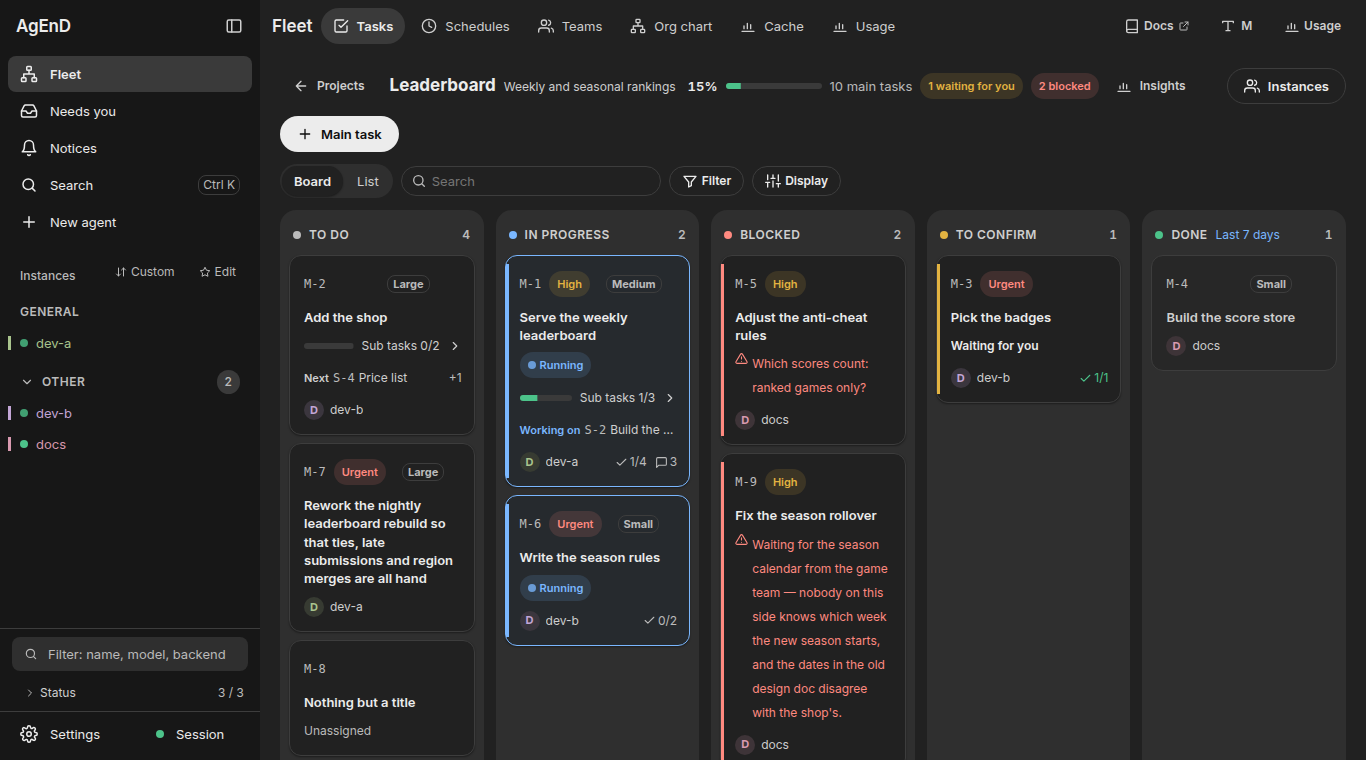 AgEnD
Fleet
Needs you
Notices
Search Ctrl K
New agent
Instances Custom Edit
GENERAL
dev-a
OTHER 2
dev-b
docs
Filter: name, model, backend
Status 3 / 3
Settings Session
Fleet Tasks Schedules Teams Org chart Cache Usage Docs M Usage
Projects Leaderboard Weekly and seasonal rankings 15% 10 main tasks 1 waiting for you 2 blocked Insights Instances
Main task
Board List Search Filter Display
TO DO 4
M-2 Large
Add the shop
Sub tasks 0/2
Next S-4 Price list +1
D dev-b
M-7 Urgent Large
Rework the nightly
leaderboard rebuild so
that ties, late
submissions and region
merges are all hand
D dev-a
M-8
Nothing but a title
Unassigned
IN PROGRESS 2
M-1 High Medium
Serve the weekly
leaderboard
Running
Sub tasks 1/3
Working on S-2 Build the ...
D dev-a 1/4 3
M-6 Urgent Small
Write the season rules
Running
D dev-b 0/2
BLOCKED 2
M-5 High
Adjust the anti-cheat
rules
Which scores count:
ranked games only?
D docs
M-9 High
Fix the season rollover
Waiting for the season
calendar from the game
team — nobody on this
side knows which week
the new season starts,
and the dates in the old
design doc disagree
with the shop's.
D docs
TO CONFIRM 1
M-3 Urgent
Pick the badges
Waiting for you
D dev-b 1/1
DONE Last 7 days 1
M-4 Small
Build the score store
D docs